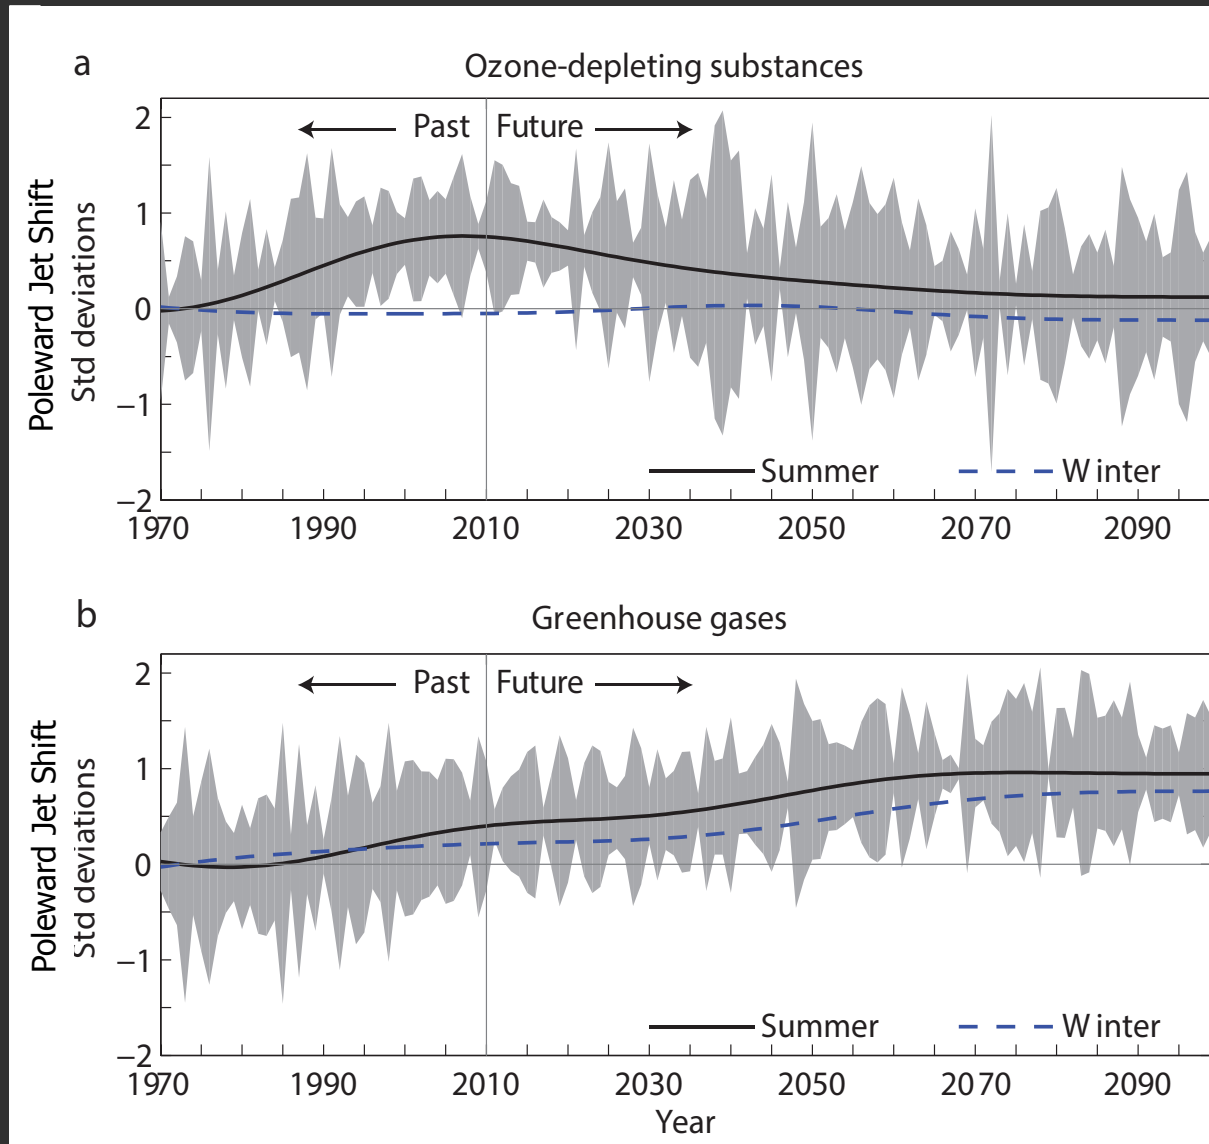 a
Ozone-depleting substances
2
1
0
−1
−2
Poleward Jet Shift
Std deviations
Past
Future
Summer
W inter
1970
1990
2010
2030
2050
2070
2090
b
Greenhouse gases
2
1
0
−1
−2
Poleward Jet Shift
Std deviations
Past
Future
Summer
W inter
1970
1990
2010
2030
2050
2070
2090
Year